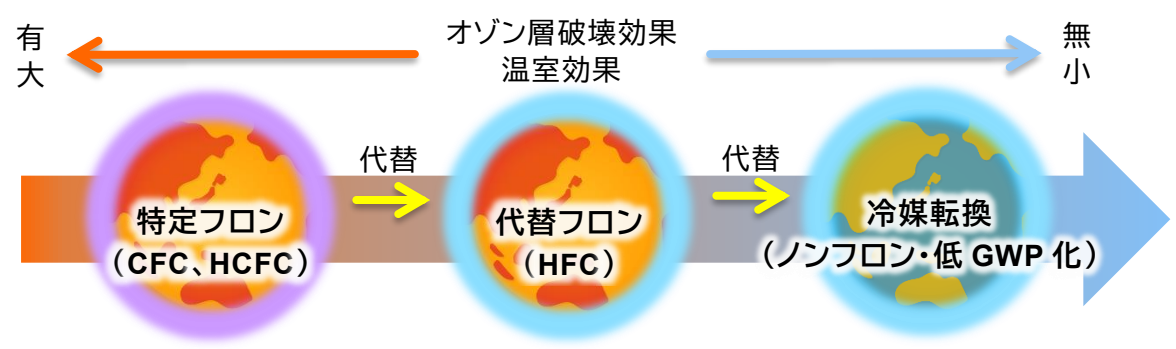 有
大
オゾン層破壊効果
温室効果
無
小
代替
代替
特定フロン
（CFC、HCFC）
代替フロン
（HFC）
冷媒転換
（ノンフロン・低 GWP 化）